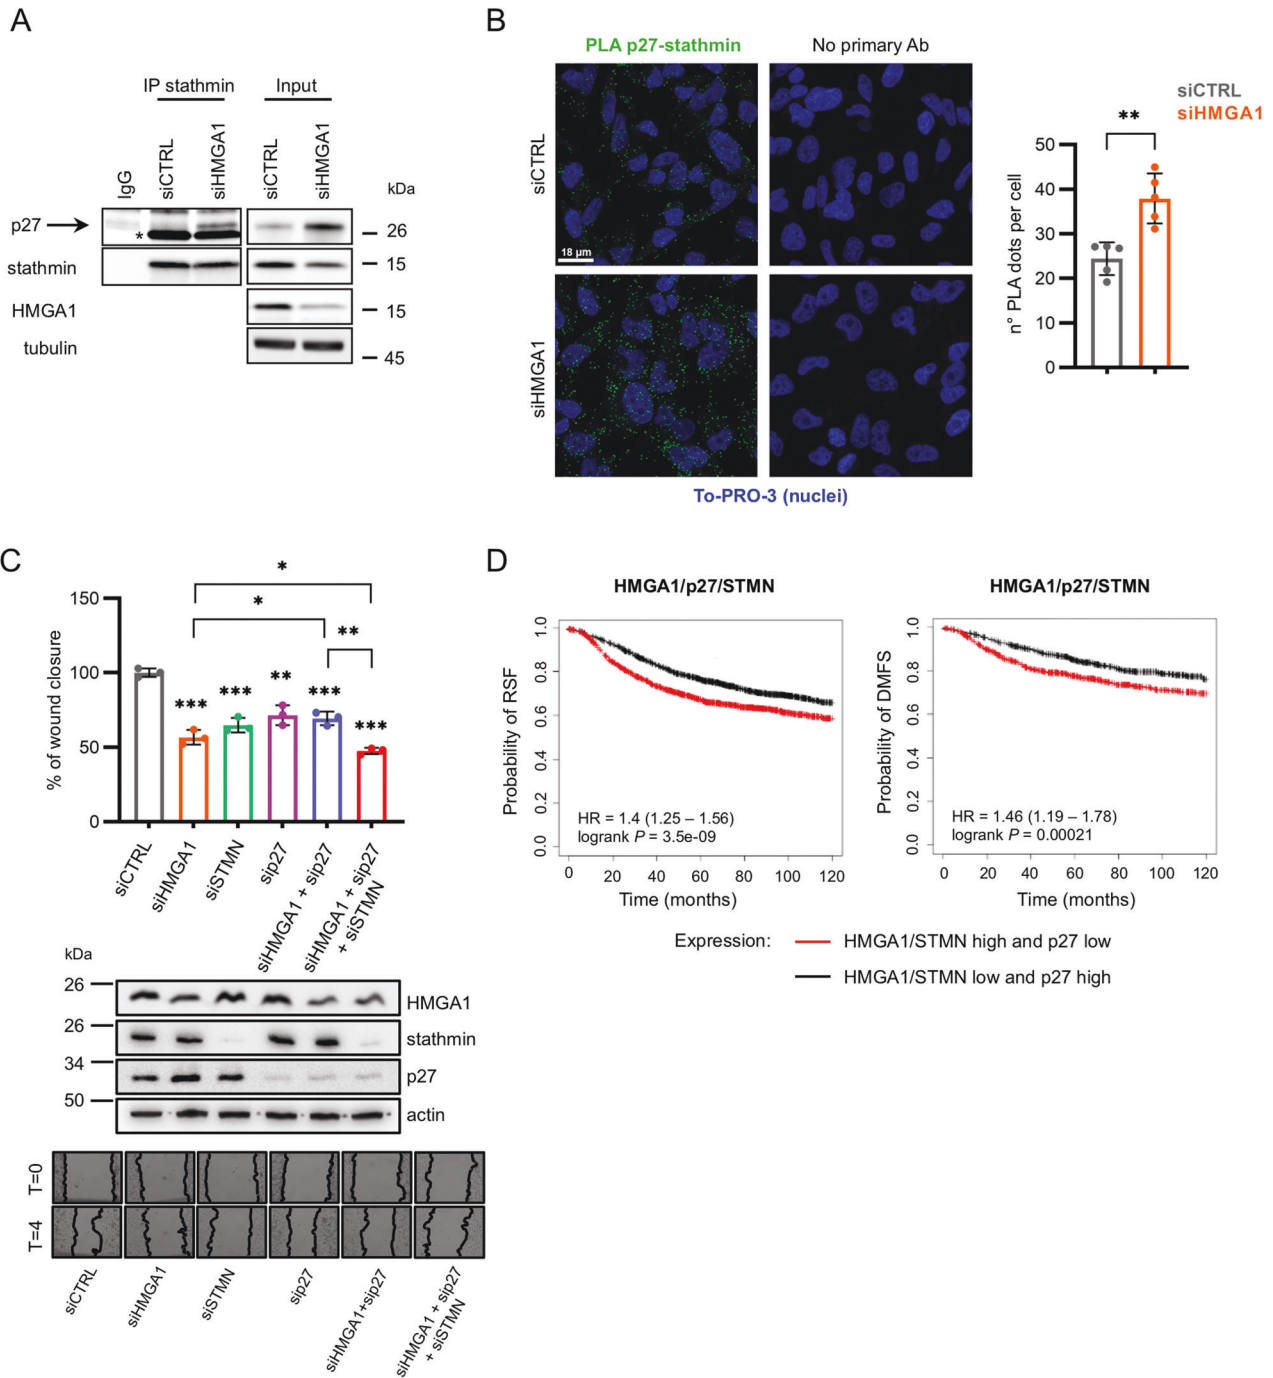 A
IP stathmin
Input
IgG
siCTRL
siHMGA1
siCTRL
siHMGA1
kDa
p27
*
26
stathmin
15
HMGA1
15
tubulin
45
B
PLA p27-stathmin
No primary Ab
siCTRL
18 µm
siHMGA1
To-PRO-3 (nuclei)
siCTRL
siHMGA1
**
n° PLA dots per cell
50
40
30
20
10
0
C
% of wound closure
150
100
50
0
*
*
**
***
***
**
***
***
siCTRL
siHMGA1
siSTMN
sip27
siHMGA1 + sip27
siHMGA1 + sip27
+ siSTMN
kDa
26
HMGA1
26
stathmin
34
p27
50
actin
T=0
T=4
siCTRL
siHMGA1
siSTMN
sip27
siHMGA1+sip27
siHMGA1 + sip27
+ siSTMN
D
HMGA1/p27/STMN
Probability of RSF
1.0
0.8
0.6
0.4
0.2
0.0
HR = 1.4 (1.25 – 1.56)
logrank P = 3.5e-09
0 20 40 60 80 100 120
Time (months)
HMGA1/p27/STMN
Probability of DMFS
1.0
0.8
0.6
0.4
0.2
0.0
HR = 1.46 (1.19 – 1.78)
logrank P = 0.00021
0 20 40 60 80 100 120
Time (months)
Expression:
HMGA1/STMN high and p27 low
HMGA1/STMN low and p27 high